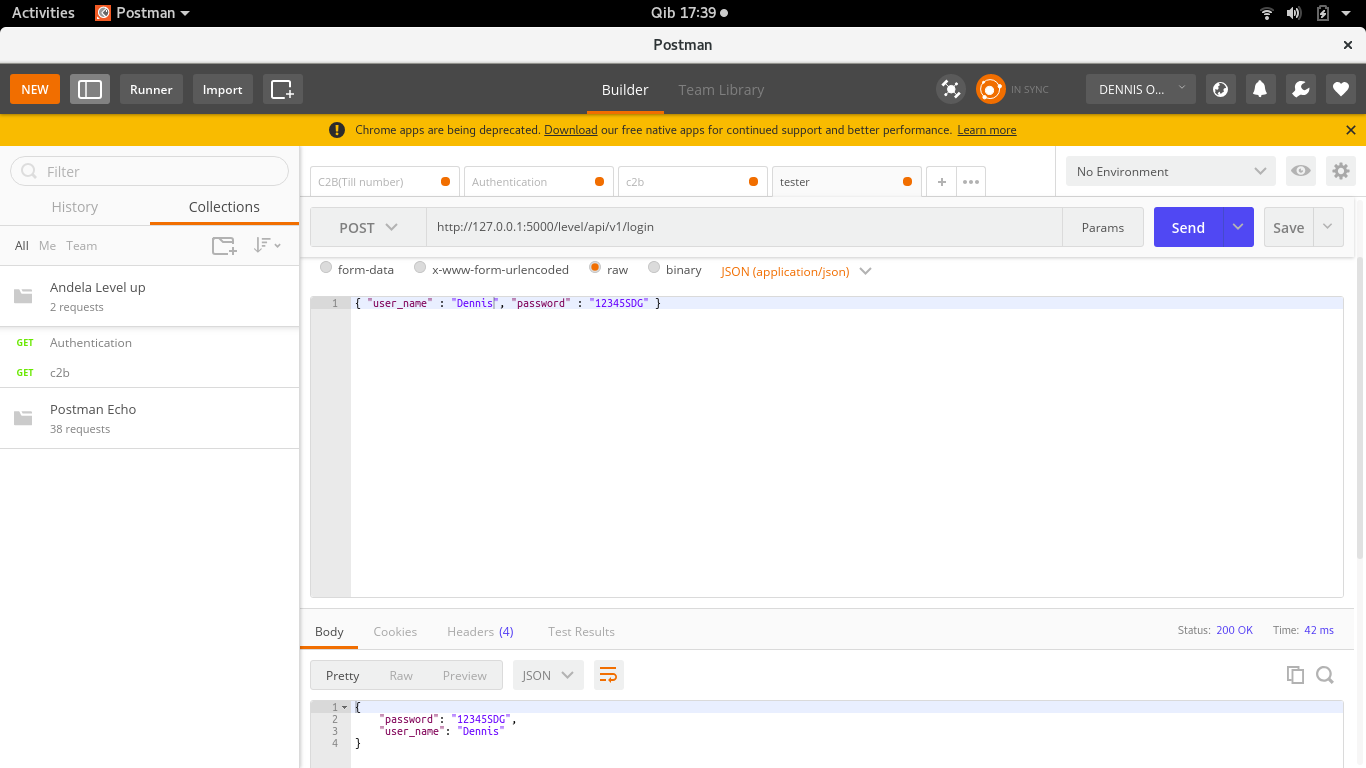 Activities Postman Qib 17:39
Postman
NEW Runner Import Builder Team Library IN SYNC DENNIS O...
Chrome apps are being deprecated. Download our free native apps for continued support and better performance. Learn more
Filter
History Collections
All Me Team
Andela Level up
2 requests
GET Authentication
GET c2b
Postman Echo
38 requests
C2B(Till number) Authentication c2b tester + ••• No Environment
POST http://127.0.0.1:5000/level/api/v1/login Params Send Save
form-data x-www-form-urlencoded raw binary JSON (application/json)
1 { "user_name" : "Dennis", "password" : "12345SDG" }
Body Cookies Headers (4) Test Results Status: 200 OK Time: 42 ms
Pretty Raw Preview JSON
1 {
2 "password": "12345SDG",
3 "user_name": "Dennis"
4 }